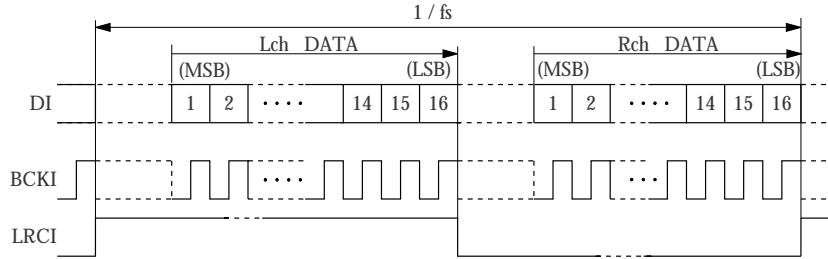 1 / fs
Lch DATA Rch DATA
(MSB) (LSB) (MSB) (LSB)
DI 1 2 ···· 14 15 16 1 2 ···· 14 15 16
BCKI ···· ···
LRCI